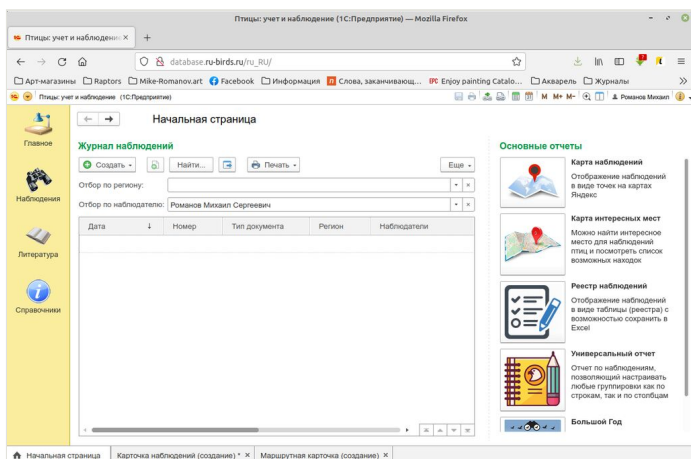 Птицы: учет и наблюдение (1С:Предприятие) — Mozilla Firefox
Птицы: учет и наблюден
database.ru-birds.ru/ru_RU/
Арт-магазины Raptors Mike-Romanov.art Facebook Информация Слова, заканчивающ... Enjoy painting Catalo... Акварель Журналы
Птицы: учет и наблюдение (1С:Предприятие) M M+ M- Романов Михаил
Главное
Наблюдения
Литература
Справочники
Начальная страница
Журнал наблюдений
Создать Найти... Печать Еще
Отбор по региону:
Отбор по наблюдателю: Романов Михаил Сергеевич
Дата ↓ Номер Тип документа Регион Наблюдатели
Основные отчеты
Карта наблюдений
Отображение наблюдений
в виде точек на картах
Яндекс
Карта интересных мест
Можно найти интересное
место для наблюдений
птиц и посмотреть список
возможных находок
Реестр наблюдений
Отображение наблюдений
в виде таблицы (реестра) с
возможностью сохранить в
Excel
Универсальный отчет
Отчет по наблюдениям,
позволяющий настраивать
любые группировки как по
строкам, так и по столбцам
Большой Год
Начальная страница Карточка наблюдений (создание) * × Маршрутная карточка (создание) ×